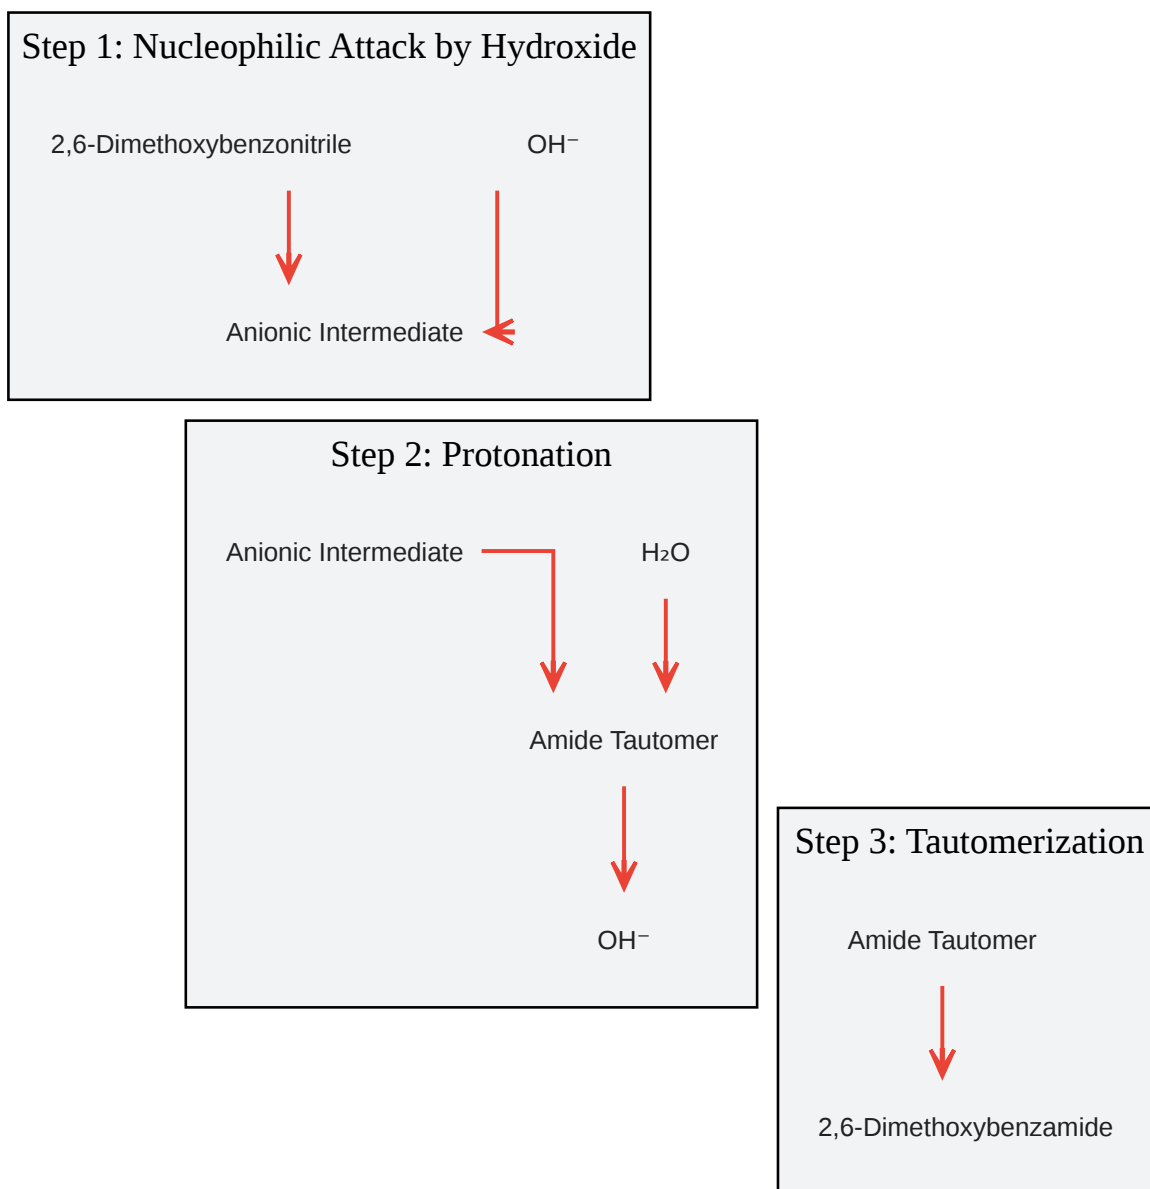 Step 1: Nucleophilic Attack by Hydroxide
2,6-Dimethoxybenzonitrile
OH⁻
Anionic Intermediate
Step 2: Protonation
Anionic Intermediate
H₂O
Amide Tautomer
OH⁻
Step 3: Tautomerization
Amide Tautomer
2,6-Dimethoxybenzamide